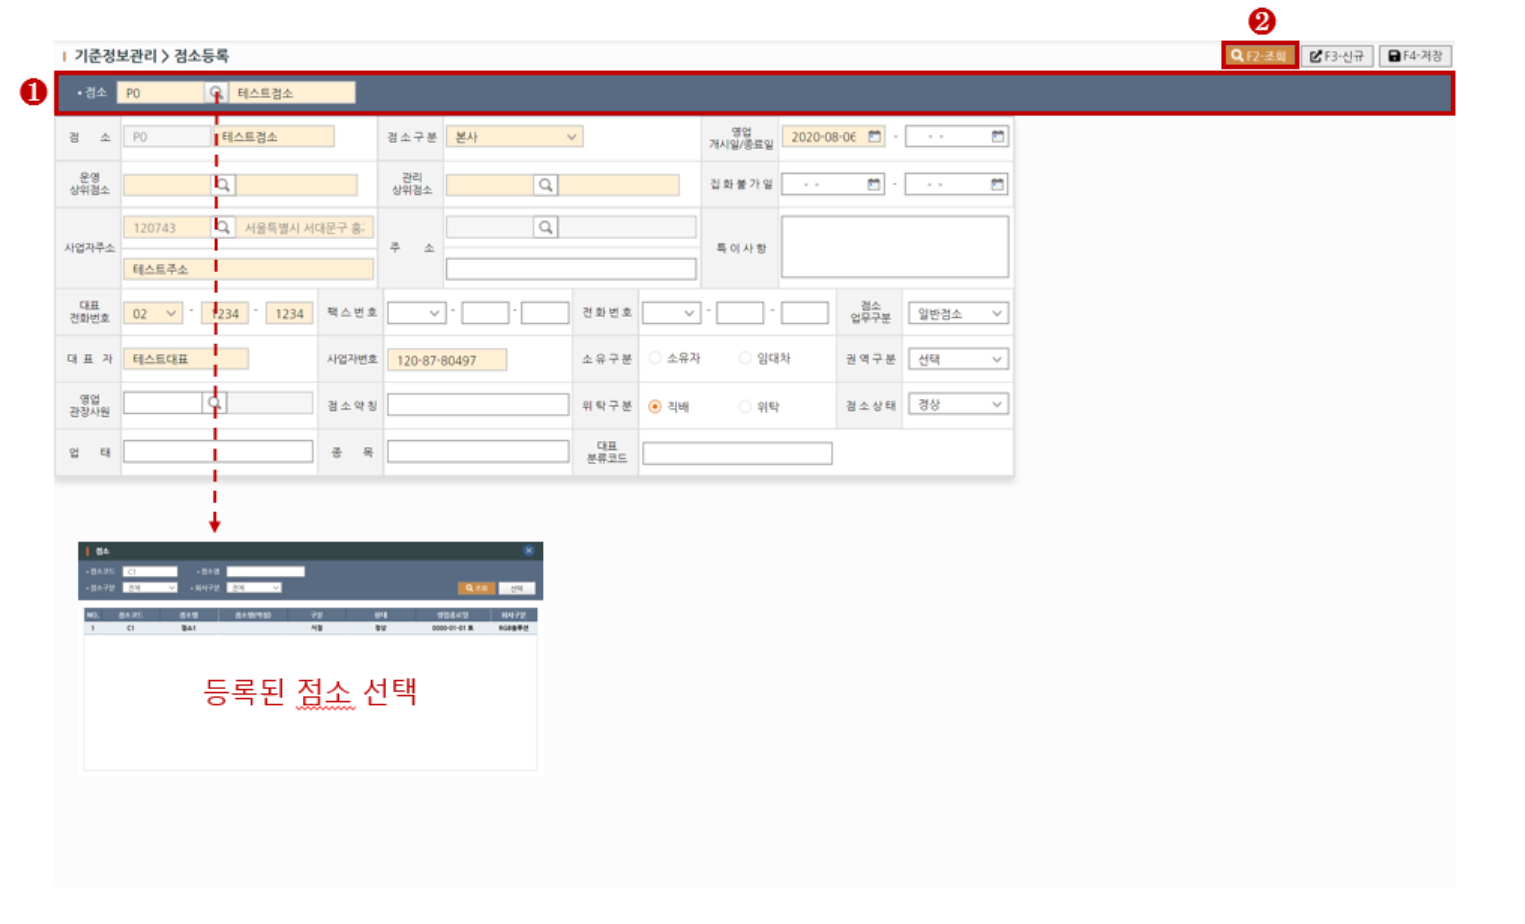 ❷
기준정보관리 > 점소등록
F2-조회 F3-신규 F4-저장
❶
• 점소 P0 테스트점소
점 소 P0 테스트점소 점소구분 본사 영업 개시일/종료일 2020-08-06 - - - -
운영 상위점소 관리 상위점소 집화불가일 - - - - -
사업자주소 120743 서울특별시 서대문구 홍: 주 소 특이사항
테스트주소
대표 전화번호 02 - 1234 - 1234 팩스번호 - - 전화번호 - - 점소 업무구분 일반점소
대표자 테스트대표 사업자번호 120-87-80497 소유구분 소유자 임대차 권역구분 선택
영업 관장사원 점소약칭 위탁구분 직배 위탁 점소상태 정상
업 태 종 목 대표 분류코드
점소
• 점소코드 C1 • 점소명
• 점소구분 전체 • 회사구분 전체 조회 선택
NO. 점소코드 점소명 점소명(약칭) 구분 상태 영업종료일 회사구분
1 C1 점소1 지점 정상 0000-01-01 토 RGB솔루션
등록된 점소 선택